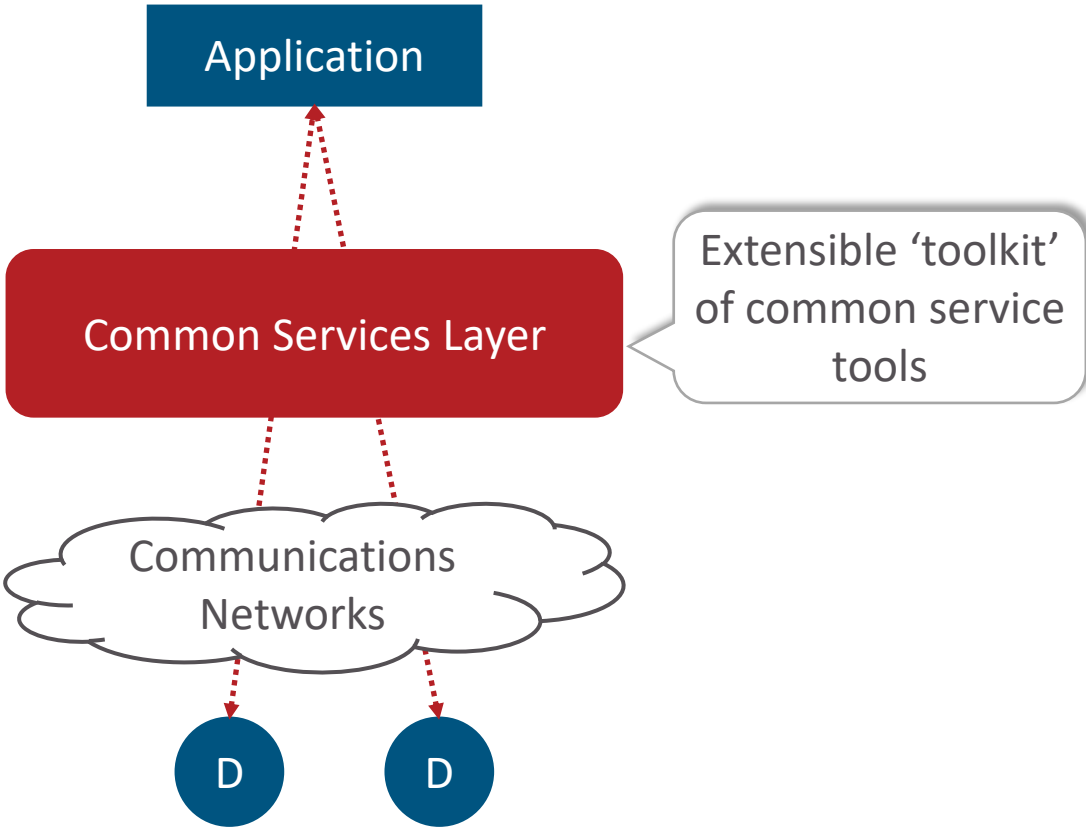 Application
Extensible ‘toolkit’
of common service
tools
Common Services Layer
Communications
Networks
D
D